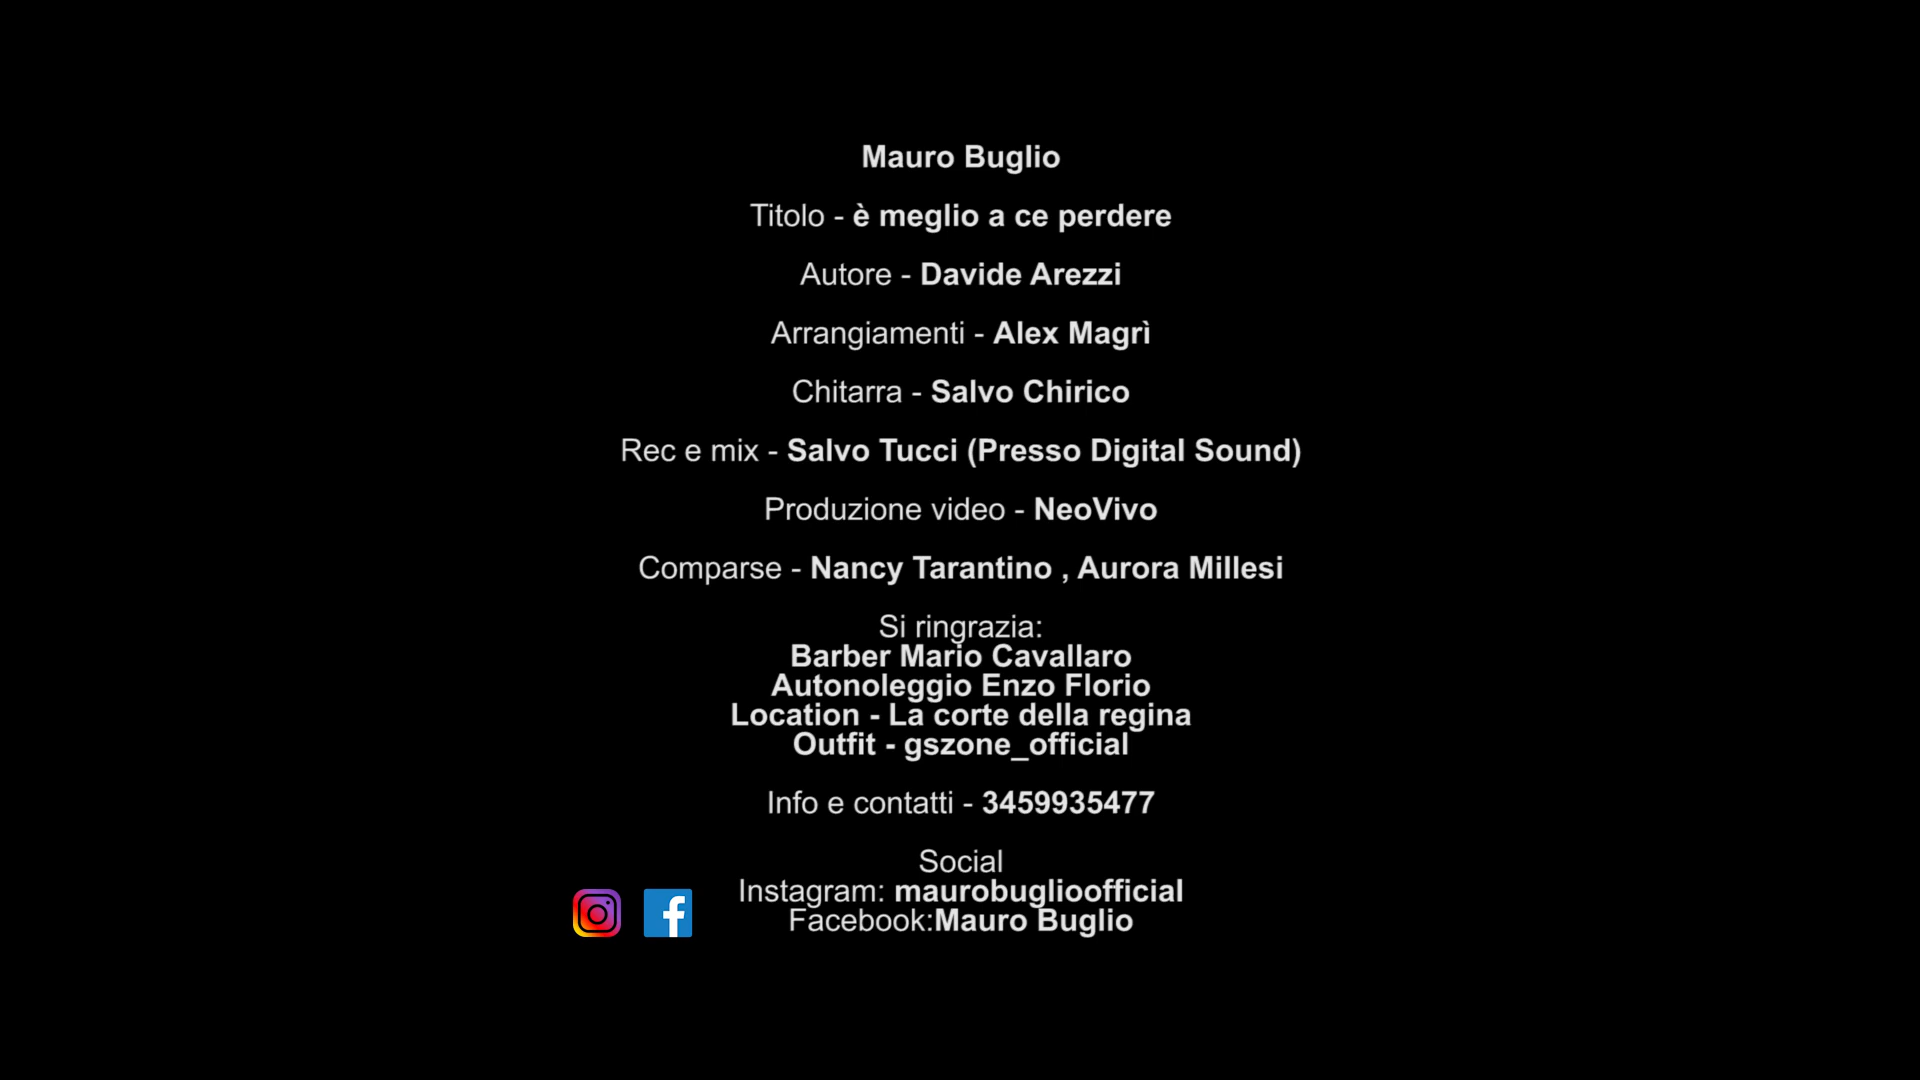 Mauro Buglio
Titolo - è meglio a ce perdere
Autore - Davide Arezzi
Arrangiamenti - Alex Magrì
Chitarra - Salvo Chirico
Rec e mix - Salvo Tucci (Presso Digital Sound)
Produzione video - NeoVivo
Comparse - Nancy Tarantino , Aurora Millesi
Si ringrazia:
Barber Mario Cavallaro
Autonoleggio Enzo Florio
Location - La corte della regina
Outfit - gszone_official
Info e contatti - 3459935477
Social
Instagram: maurobuglioofficial
Facebook:Mauro Buglio